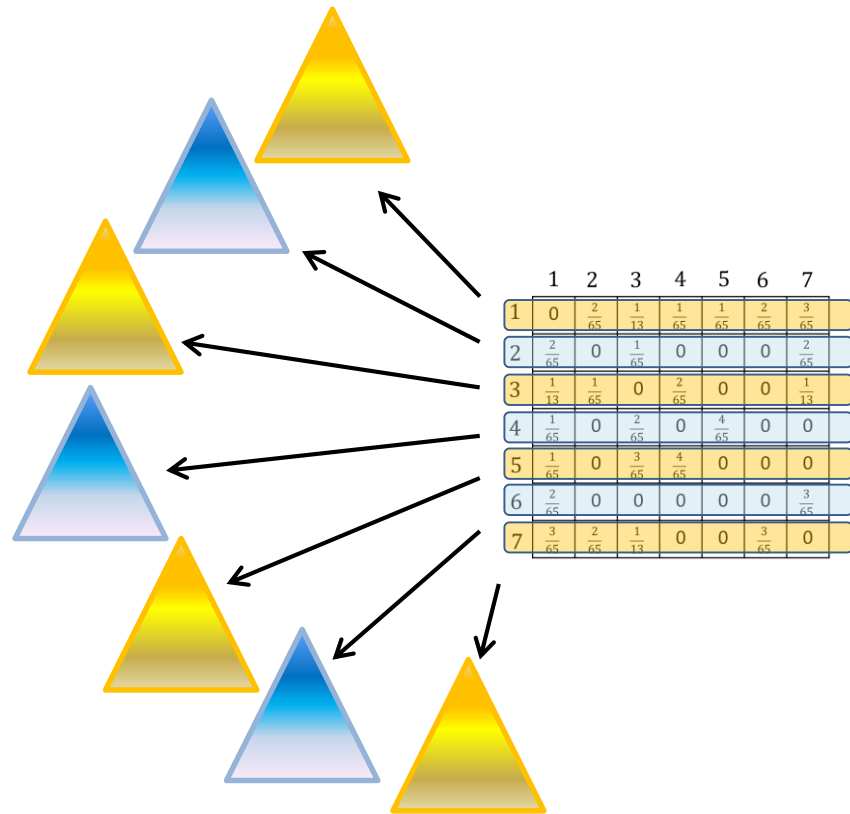 1 2 3 4 5 6 7
1 0 2/65 1/13 1/65 1/65 2/65 3/65
2 2/65 0 1/65 0 0 0 2/65
3 1/13 1/65 0 2/65 0 0 1/13
4 1/65 0 2/65 0 4/65 0 0
5 1/65 0 3/65 4/65 0 0 0
6 2/65 0 0 0 0 0 3/65
7 3/65 2/65 1/13 0 0 3/65 0